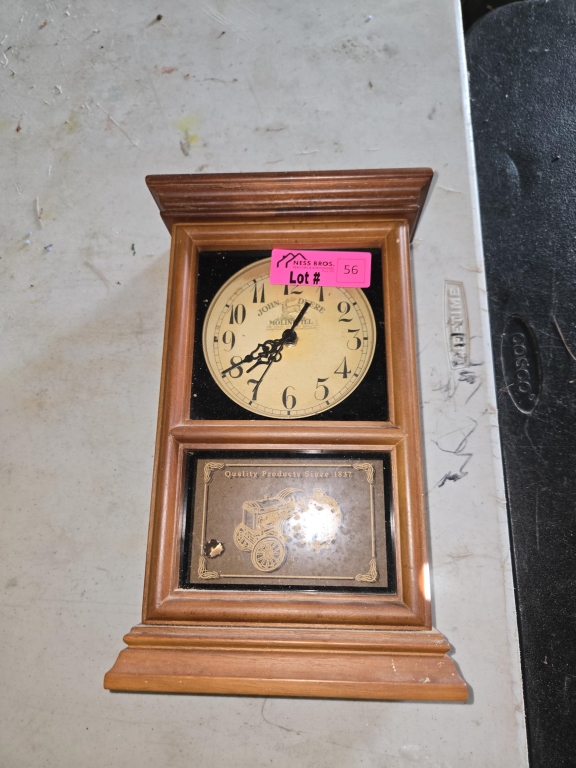 NESS BROS.
Lot # 56
11 12 1
JOHN DEERE
MOLINE, ILL.
10 2
9 3
8 4
7 6 5
Quality Products Since 1837
COSCO